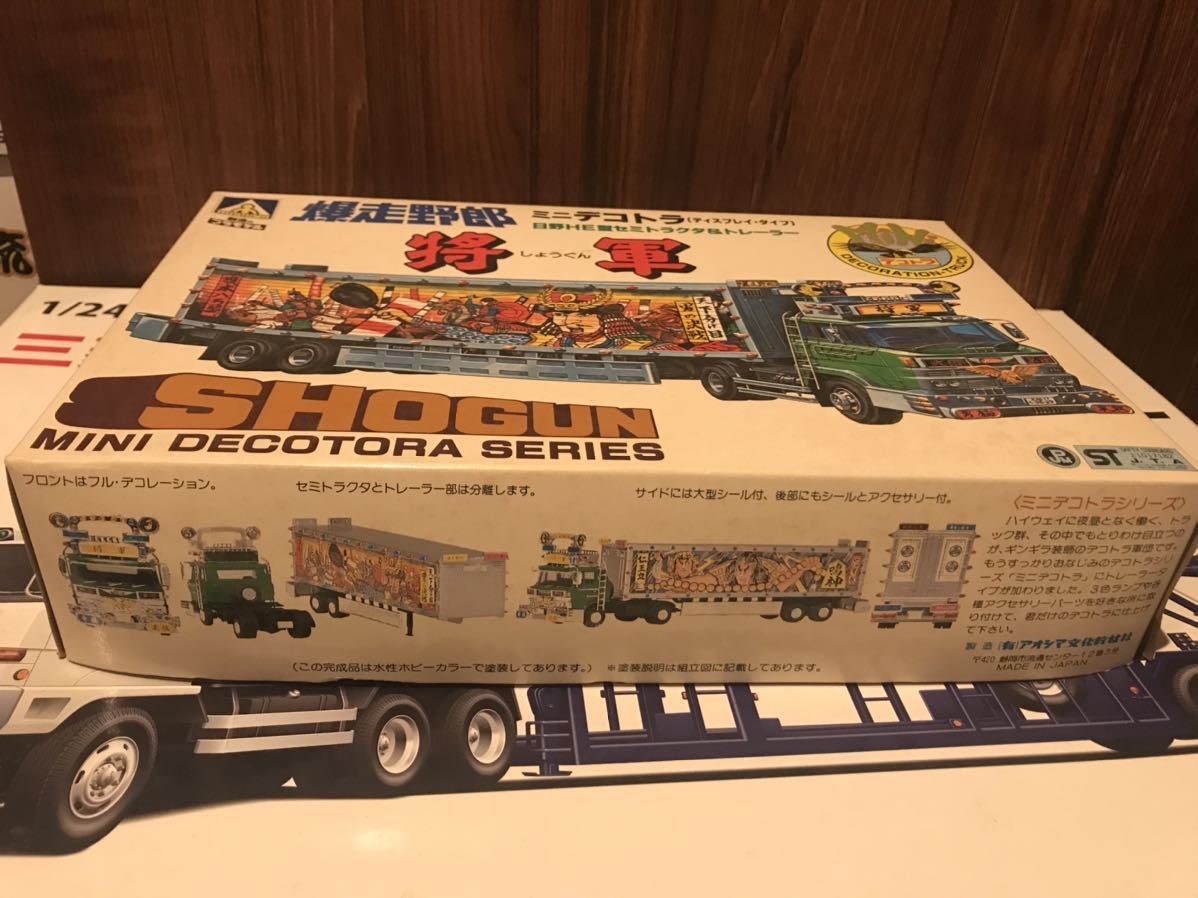 爆走野郎
ミニデコトラ(ディスプレイ・タイプ)
日野HE型セミトラクタ&トレーラー
将軍
しょうぐん
DECORATION-TRUCK
SHOGUN
MINI DECOTORA SERIES
1/24
ST
フロントはフル・デコレーション。
セミトラクタとトレーラー部は分離します。
サイドには大型シール付、後部にもシールとアクセサリー付。
(この完成品は水性ホビーカラーで塗装してあります。)
※塗装説明は組立図に記載してあります。
〈ミニデコトラシリーズ〉
ハイウェイに夜昼となく働く、トラ
ック群、その中でもとりわけ目立つの
が、ギンギラ装飾のデコトラ軍団です。
もうすっかりおなじみのデコトラシリ
ーズ「ミニデコトラ」にトレーラータ
イプが加わりました。3色ランプや各
種アクセサリーパーツを好きな所に取
り付けて、君だけのデコトラに仕上げ
て下さい。
製造 (有)アオシマ文化教材社
〒420 静岡市流通センター12番3号
MADE IN JAPAN